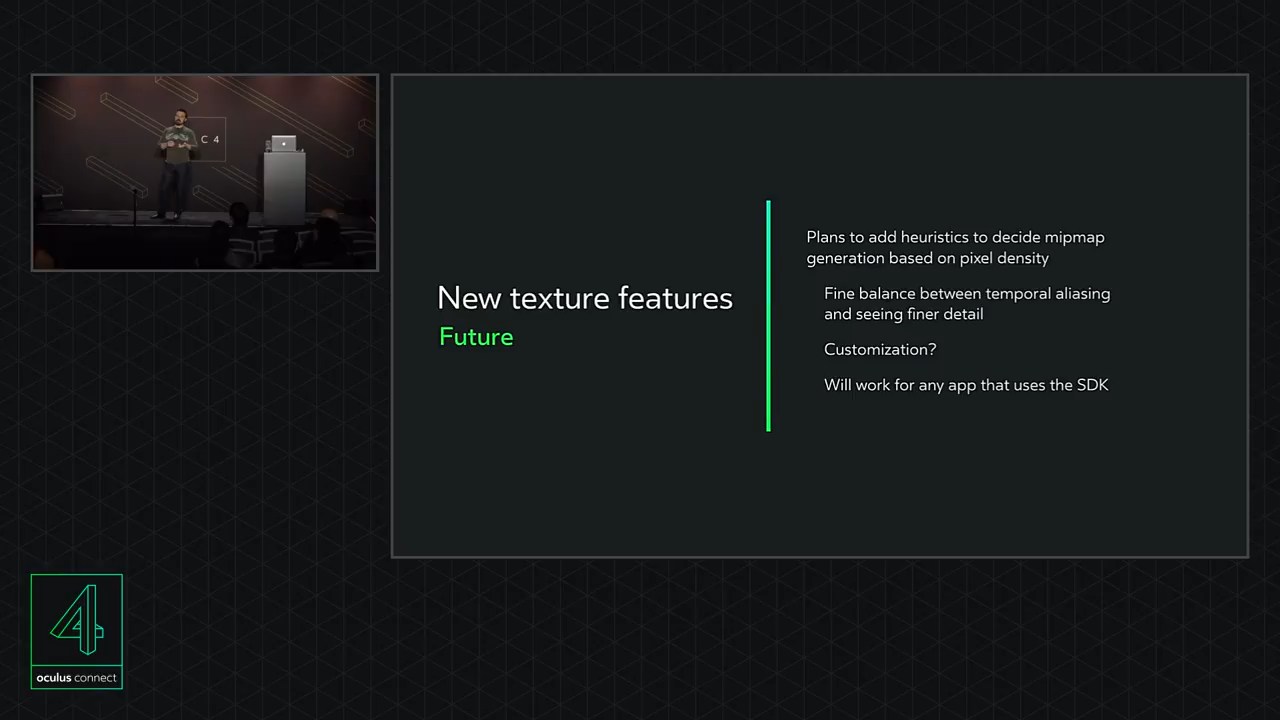 C 4
New texture features
Future
Plans to add heuristics to decide mipmap
generation based on pixel density
Fine balance between temporal aliasing
and seeing finer detail
Customization?
Will work for any app that uses the SDK
4
oculus connect